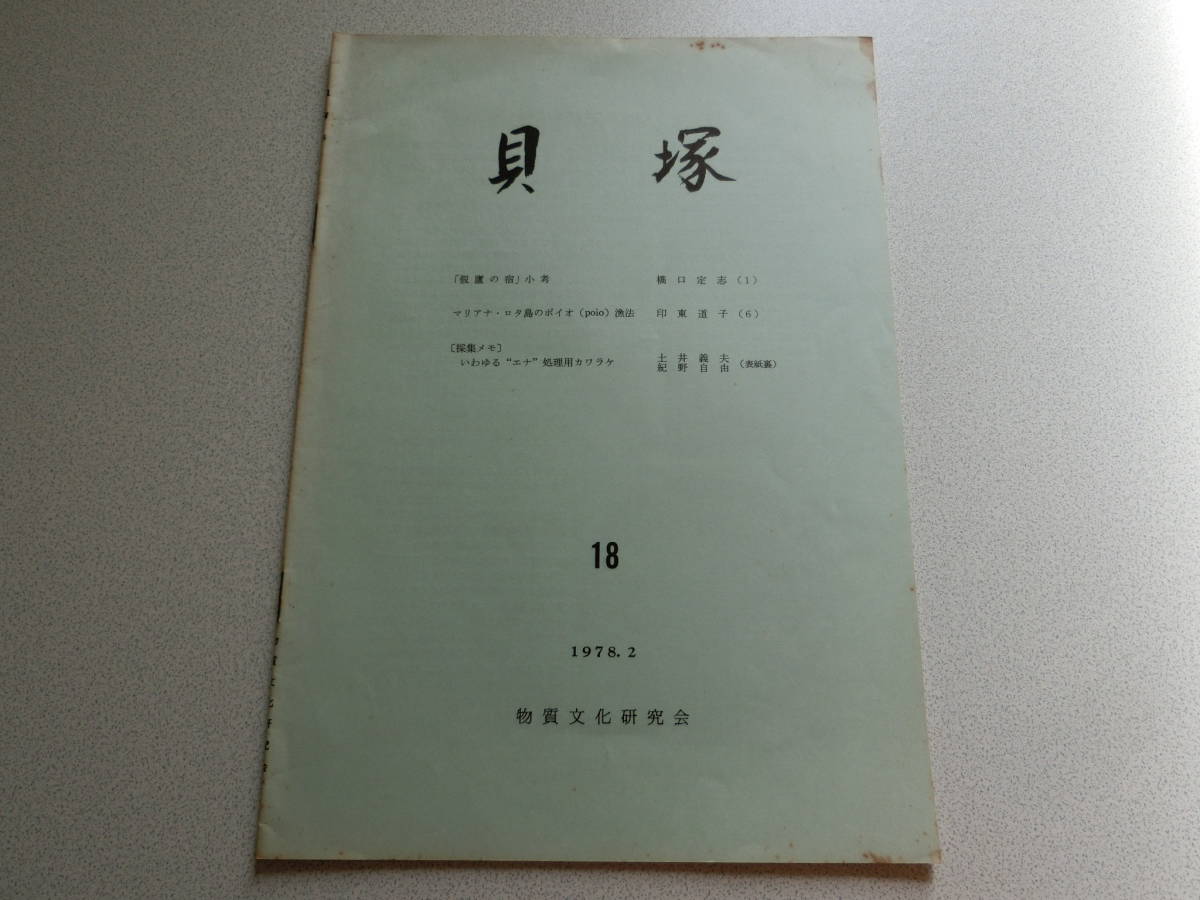 貝塚
「仮廬の宿」小考 橋口定志(1)
マリアナ・ロタ島のポイオ(poio)漁法 印東道子(6)
〔採集メモ〕
いわゆる“エナ”処理用カワラケ 土井義夫
紀野自由(表紙裏)
18
1978.2
物質文化研究会